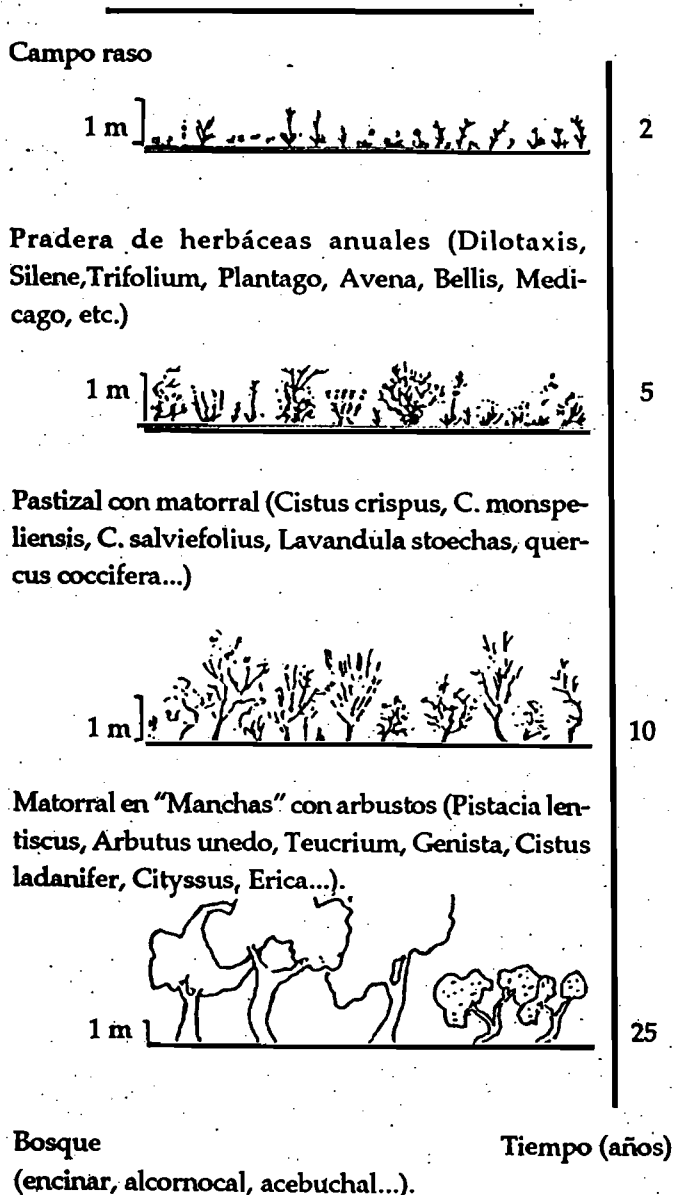 Campo raso
1 m
2
Pradera de herbáceas anuales (Dilotaxis,
Silene,Trifolium, Plantago, Avena, Bellis, Medi-
cago, etc.)
1 m
5
Pastizal con matorral (Cistus crispus, C. monspe-
liensis, C. salviefolius, Lavandula stoechas, quer-
cus coccifera...)
1 m
10
Matorral en "Manchas" con arbustos (Pistacia len-
tiscus, Arbutus unedo, Teucrium, Genista, Cistus
ladanifer, Cityssus, Erica...).
1 m
25
Bosque
Tiempo (años)
(encinar, alcornocal, acebuchal...).